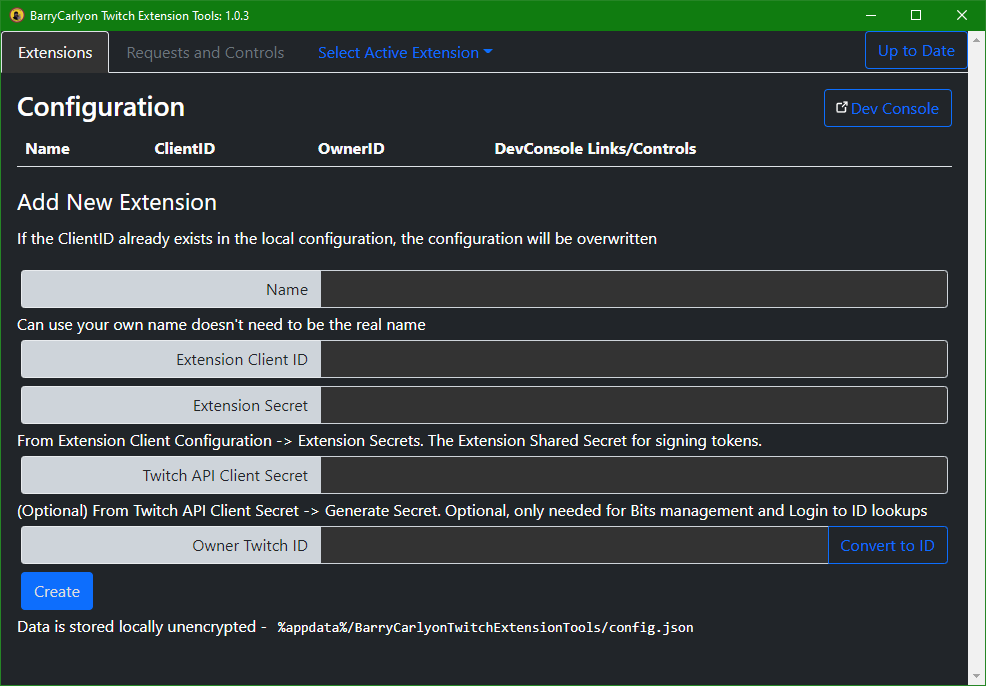 BarryCarlyon Twitch Extension Tools: 1.0.3
Extensions Requests and Controls Select Active Extension Up to Date
Configuration Dev Console
Name ClientID OwnerID DevConsole Links/Controls
Add New Extension
If the ClientID already exists in the local configuration, the configuration will be overwritten
Name
Can use your own name doesn't need to be the real name
Extension Client ID
Extension Secret
From Extension Client Configuration -> Extension Secrets. The Extension Shared Secret for signing tokens.
Twitch API Client Secret
(Optional) From Twitch API Client Secret -> Generate Secret. Optional, only needed for Bits management and Login to ID lookups
Owner Twitch ID Convert to ID
Create
Data is stored locally unencrypted - %appdata%/BarryCarlyonTwitchExtensionTools/config.json